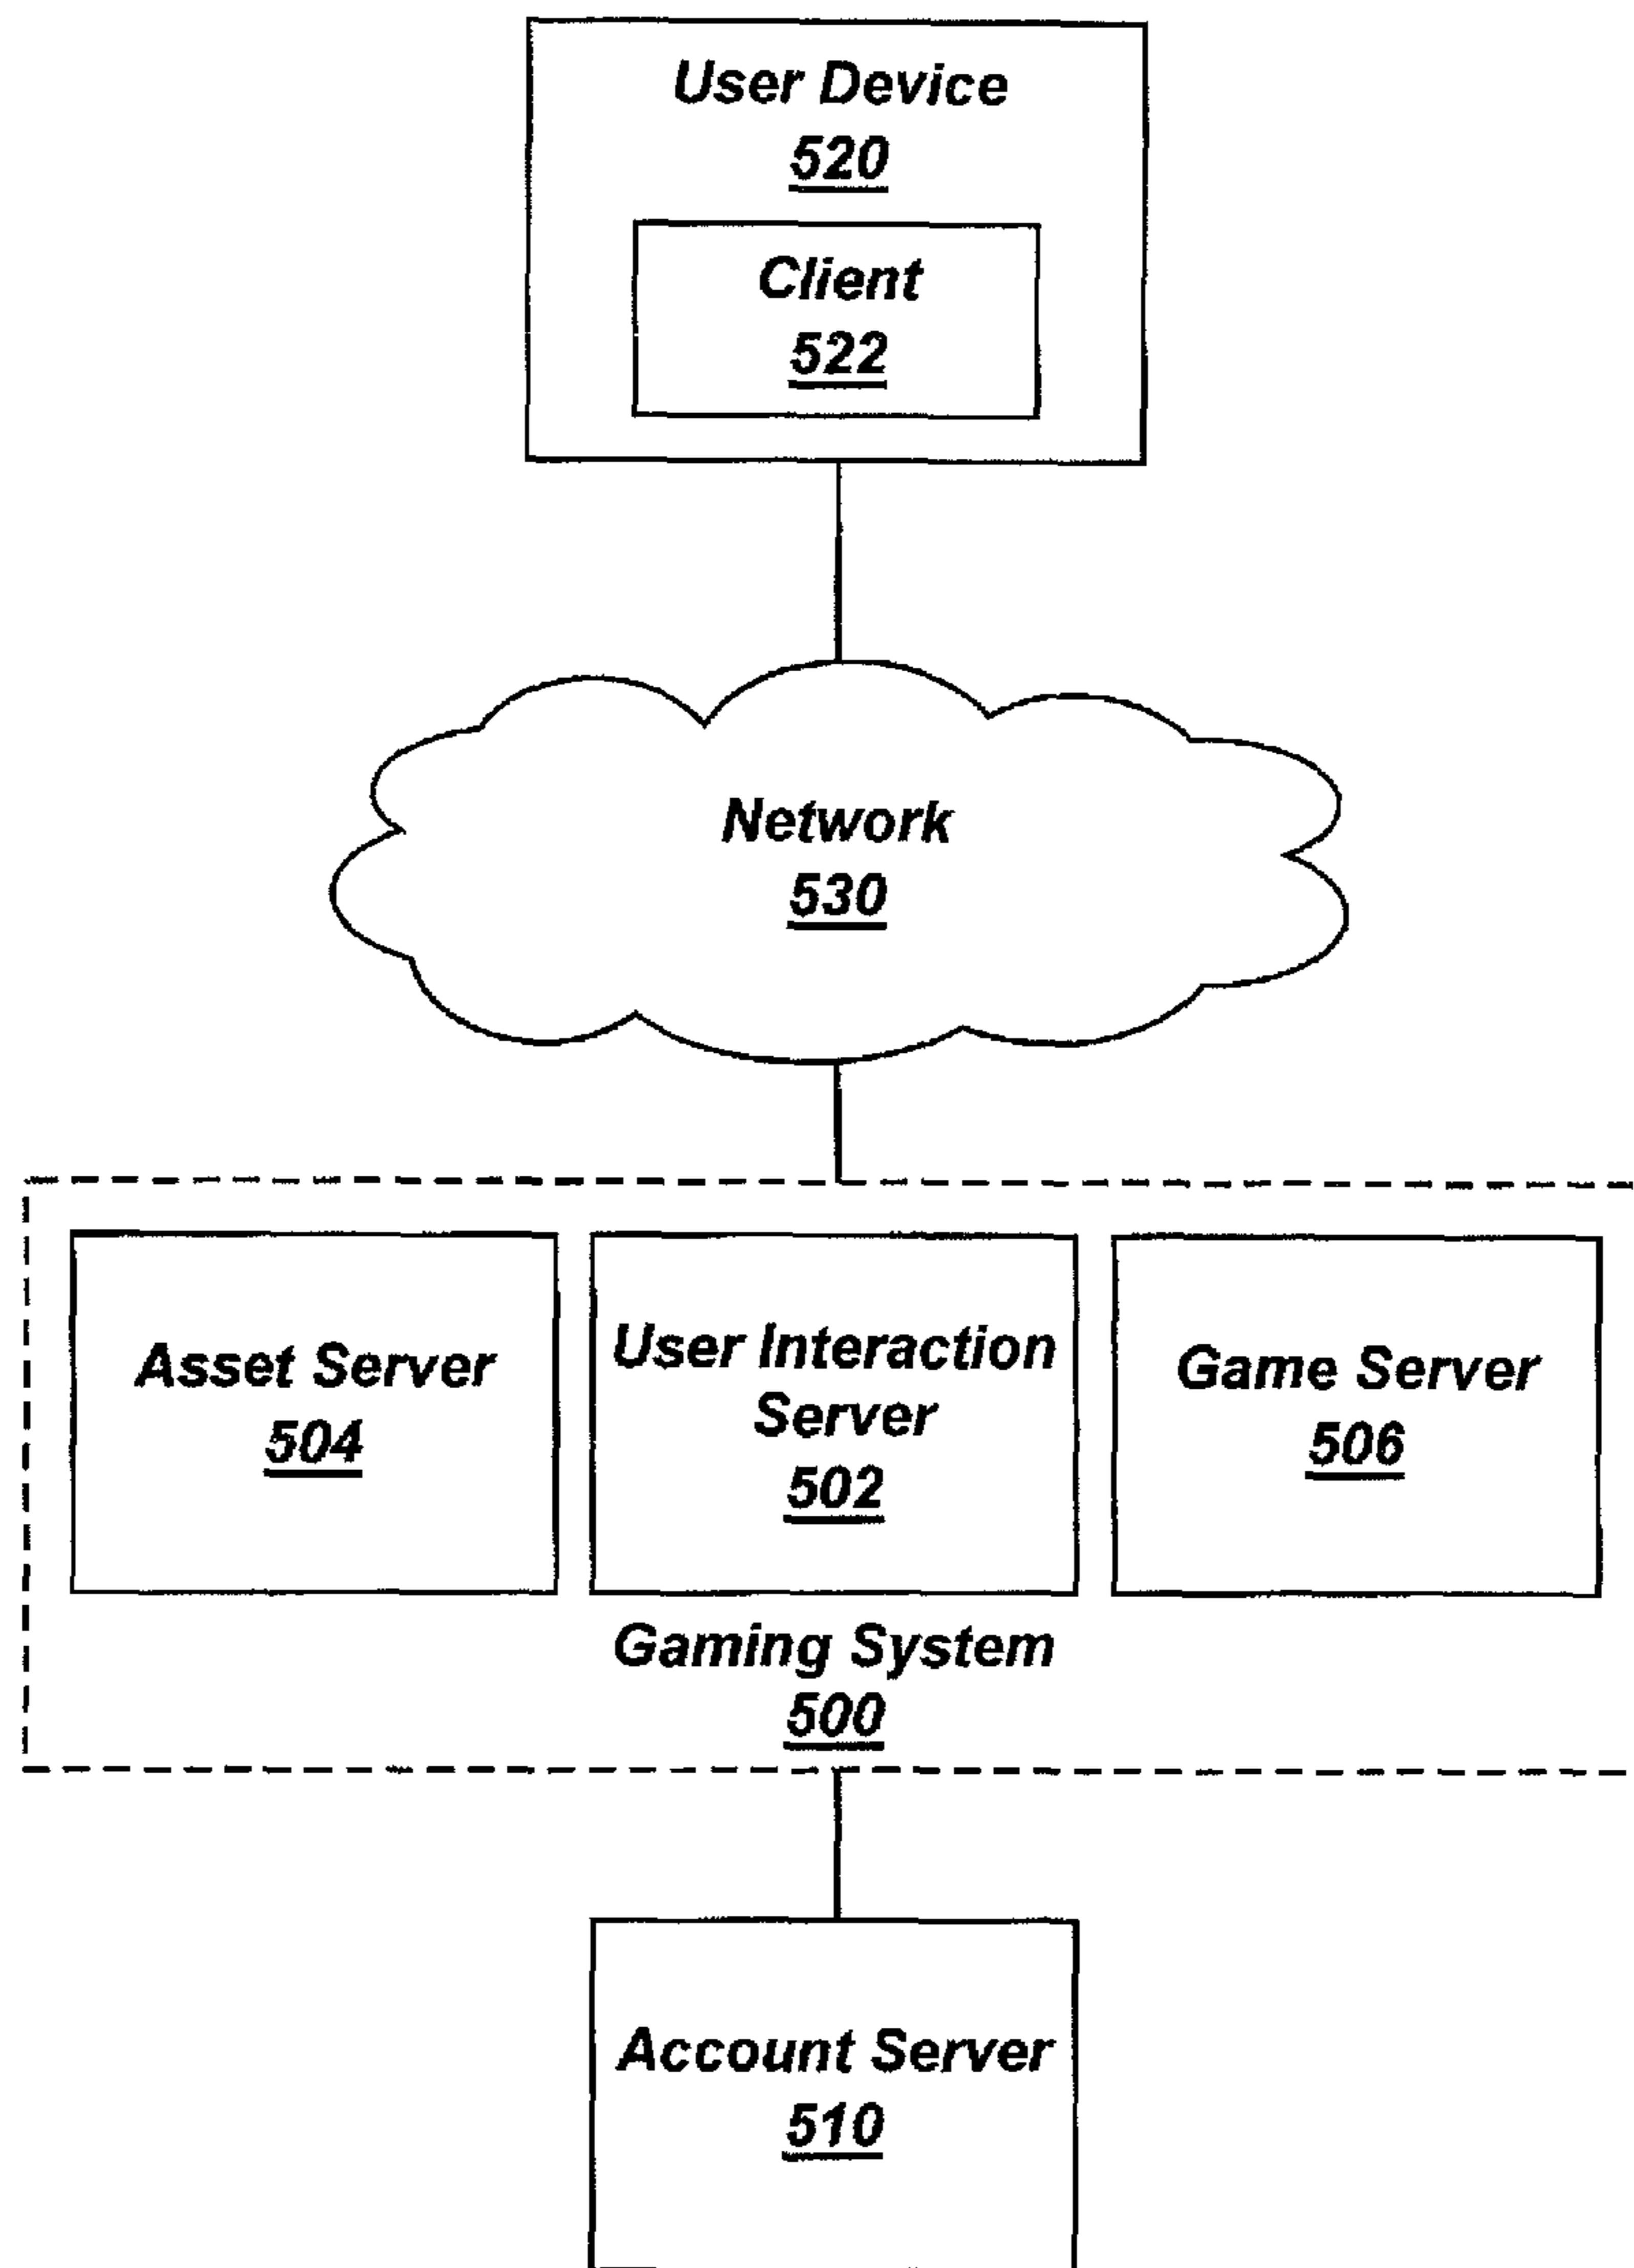 User Device
520
Client
522
Network
530
Asset Server
504
User Interaction
Server
502
Game Server
506
Gaming System
500
Account Server
510